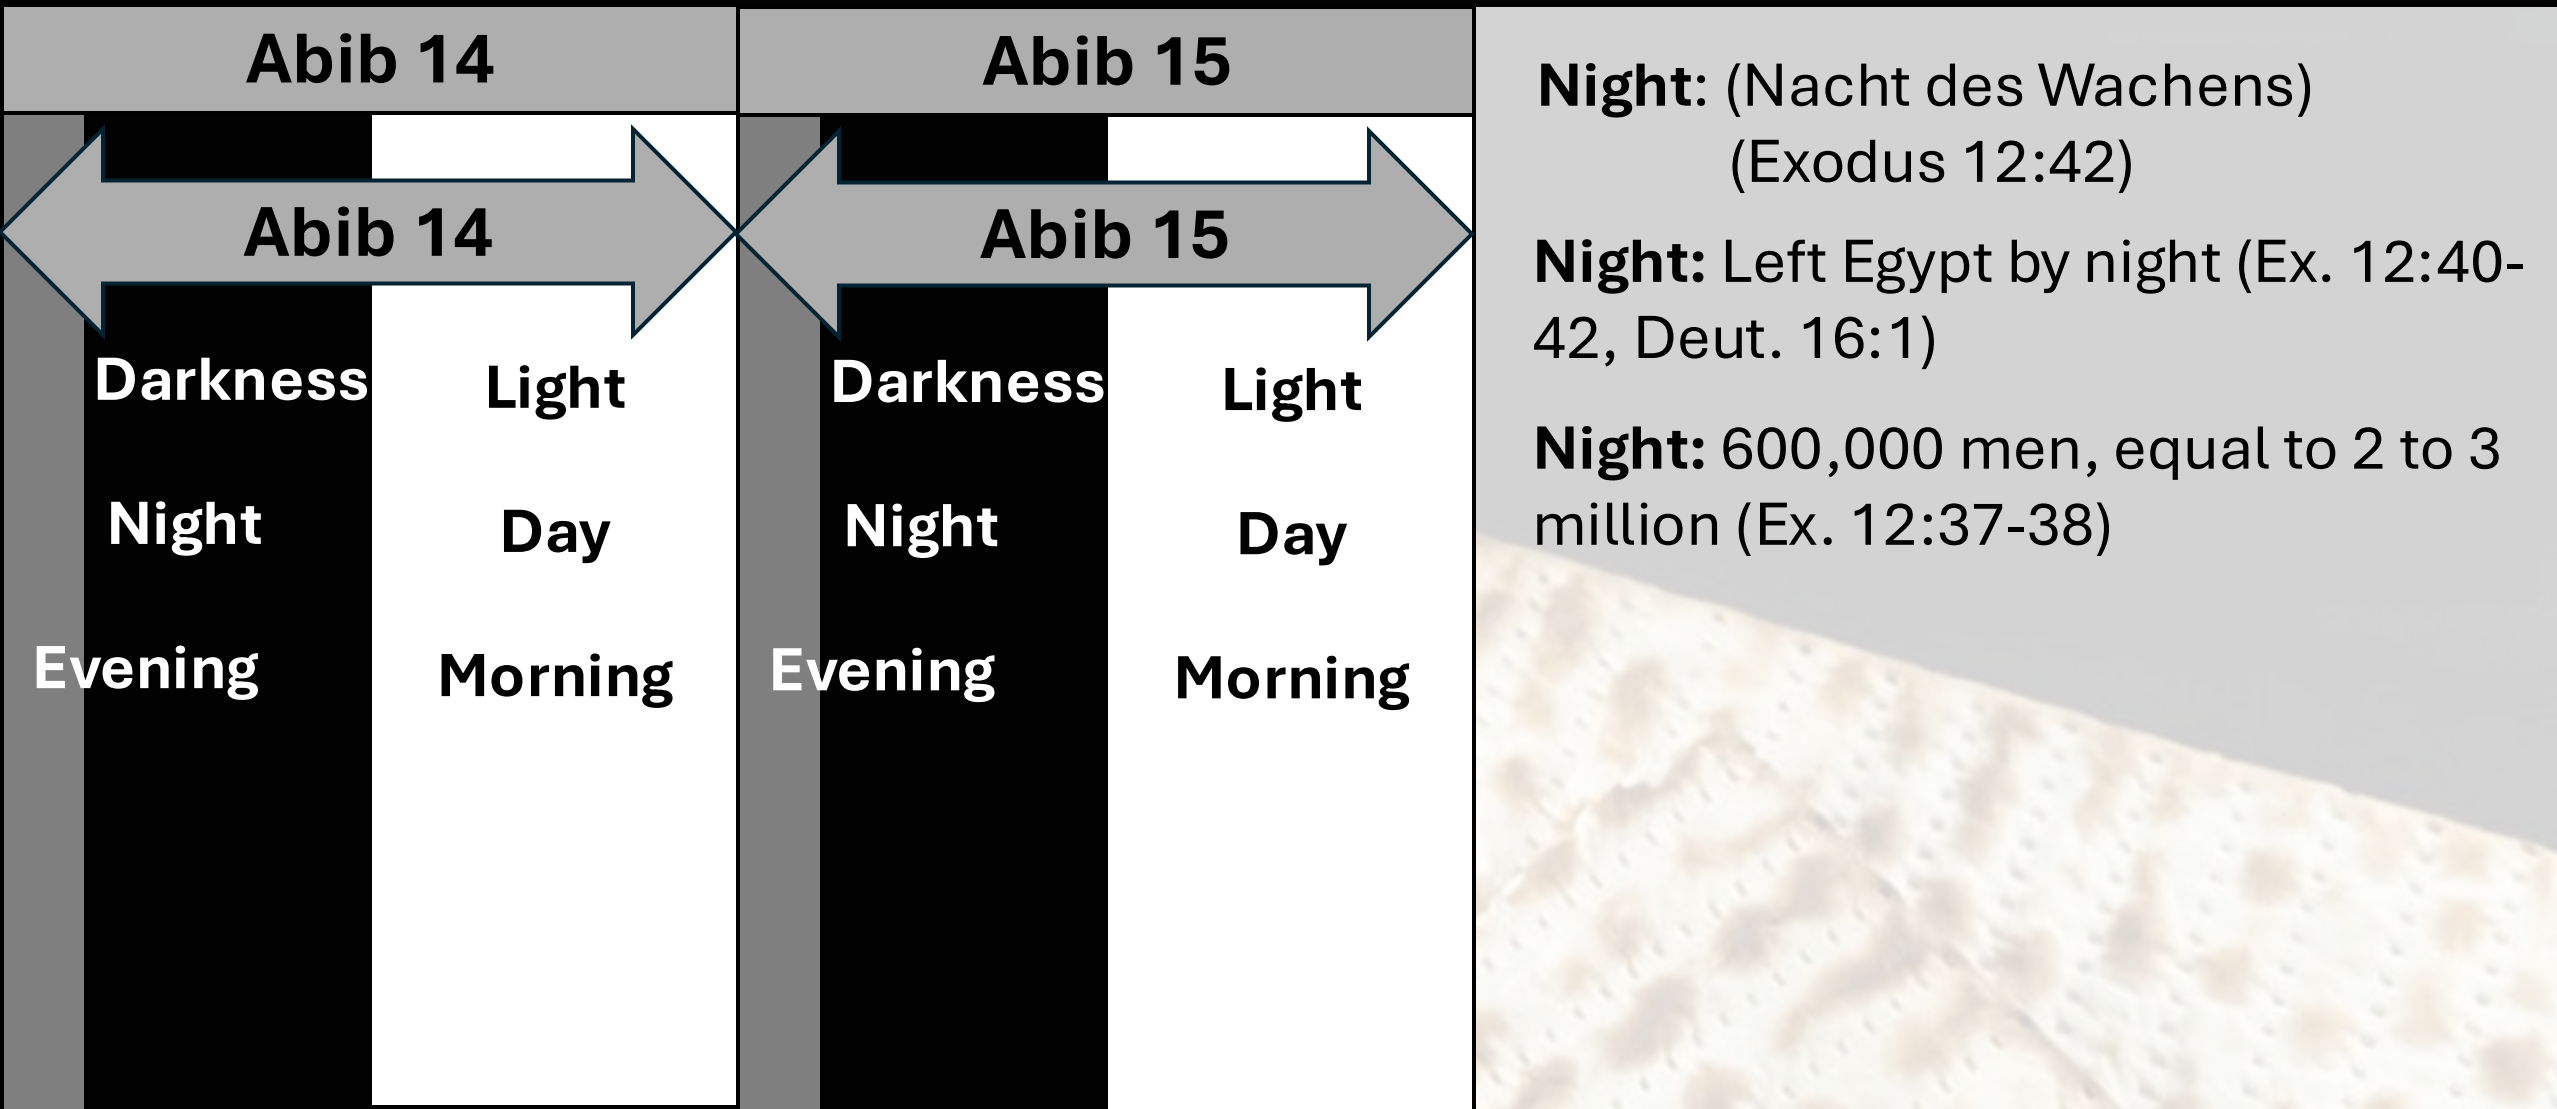 Abib 14
Abib 15
Abib 14
Abib 15
Darkness
Light
Darkness
Light
Night
Day
Night
Day
Evening
Morning
Evening
Morning
Night: (Nacht des Wachens)
(Exodus 12:42)
Night: Left Egypt by night (Ex. 12:40-
42, Deut. 16:1)
Night: 600,000 men, equal to 2 to 3
million (Ex. 12:37-38)